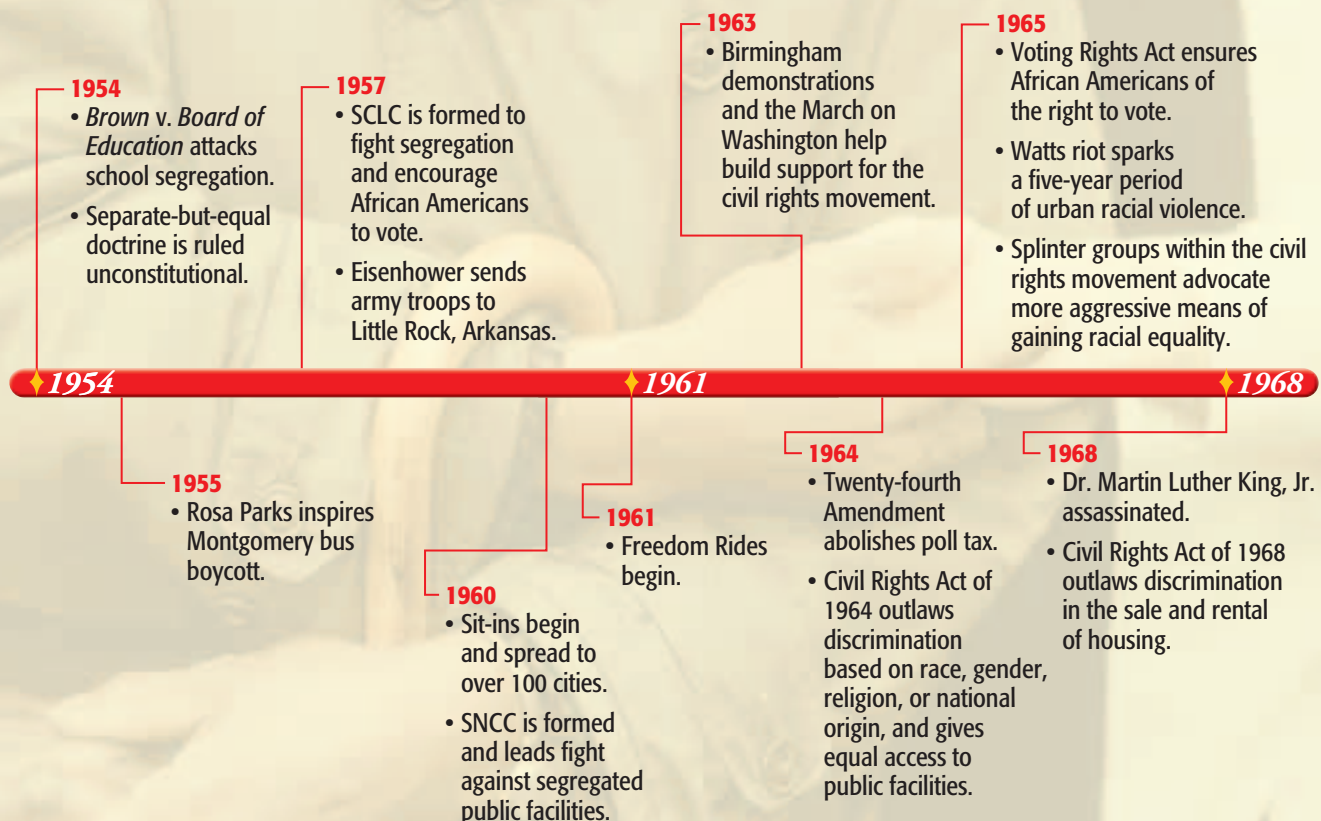 1954
• Brown v. Board of
Education attacks
school segregation.
• Separate-but-equal
doctrine is ruled
unconstitutional.
1957
• SCLC is formed to
fight segregation
and encourage
African Americans
to vote.
• Eisenhower sends
army troops to
Little Rock, Arkansas.
1963
• Birmingham
demonstrations
and the March on
Washington help
build support for the
civil rights movement.
1965
• Voting Rights Act ensures
African Americans of
the right to vote.
• Watts riot sparks
a five-year period
of urban racial violence.
• Splinter groups within the civil
rights movement advocate
more aggressive means of
gaining racial equality.
1954 1961 1968
1955
• Rosa Parks inspires
Montgomery bus
boycott.
1960
• Sit-ins begin
and spread to
over 100 cities.
• SNCC is formed
and leads fight
against segregated
public facilities.
1961
• Freedom Rides
begin.
1964
• Twenty-fourth
Amendment
abolishes poll tax.
• Civil Rights Act of
1964 outlaws
discrimination
based on race, gender,
religion, or national
origin, and gives
equal access to
public facilities.
1968
• Dr. Martin Luther King, Jr.
assassinated.
• Civil Rights Act of 1968
outlaws discrimination
in the sale and rental
of housing.